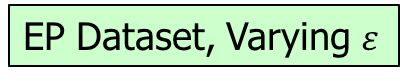 EP Dataset, Varying ε